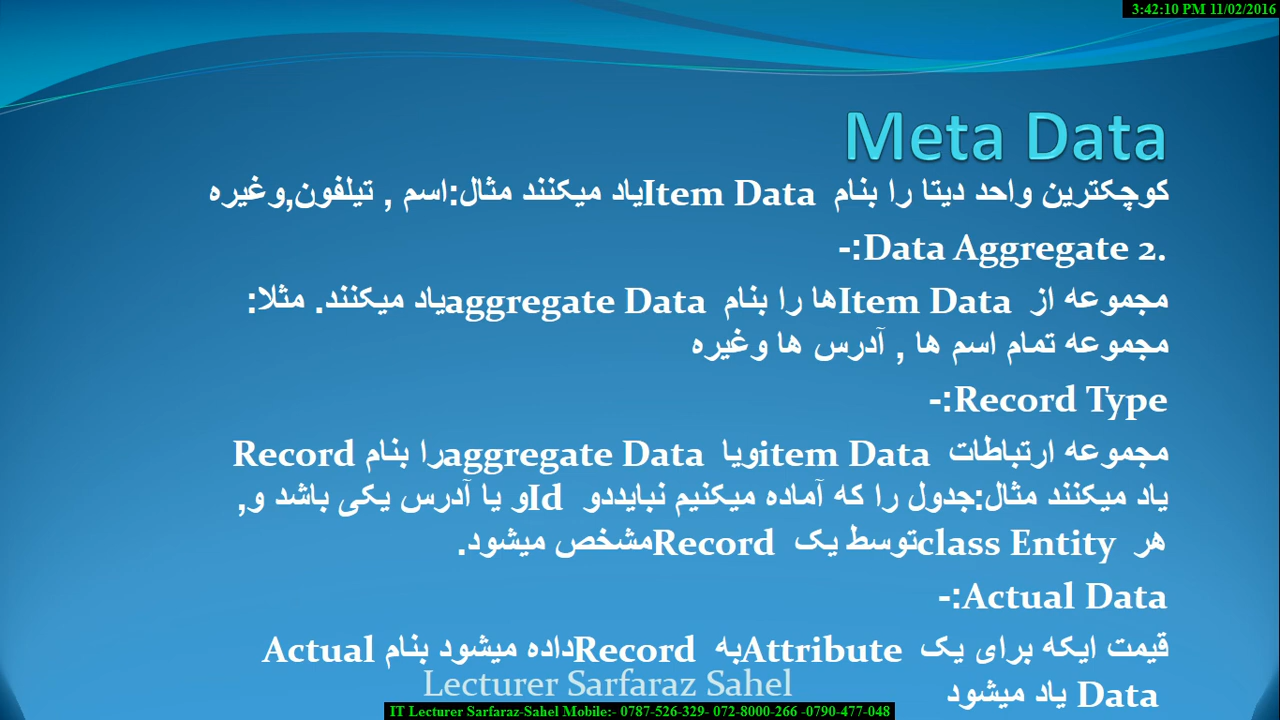 3:42:10 PM 11/02/2016
Meta Data
کوچکترین واحد دیتا را بنام Item Data یاد میکنند مثال:اسم , تیلفون,وغیره
.2 Data Aggregate:-
مجموعه از Item Data ها را بنام aggregate Data یاد میکنند. مثلا:
مجموعه تمام اسم ها , آدرس ها وغیره
Record Type:-
مجموعه ارتباطات item Data ویا aggregate Data را بنام Record
یاد میکنند مثال:جدول را که آماده میکنیم نبایددو Id و یا آدرس یکی باشد و,
هر class Entity توسط یک Record مشخص میشود.
Actual Data:-
قیمت ایکه برای یک Attribute به Record داده میشود بنام Actual
Data یاد میشود
Lecturer Sarfaraz Sahel
IT Lecturer Sarfaraz-Sahel Mobile:- 0787-526-329- 072-8000-266 -0790-477-048